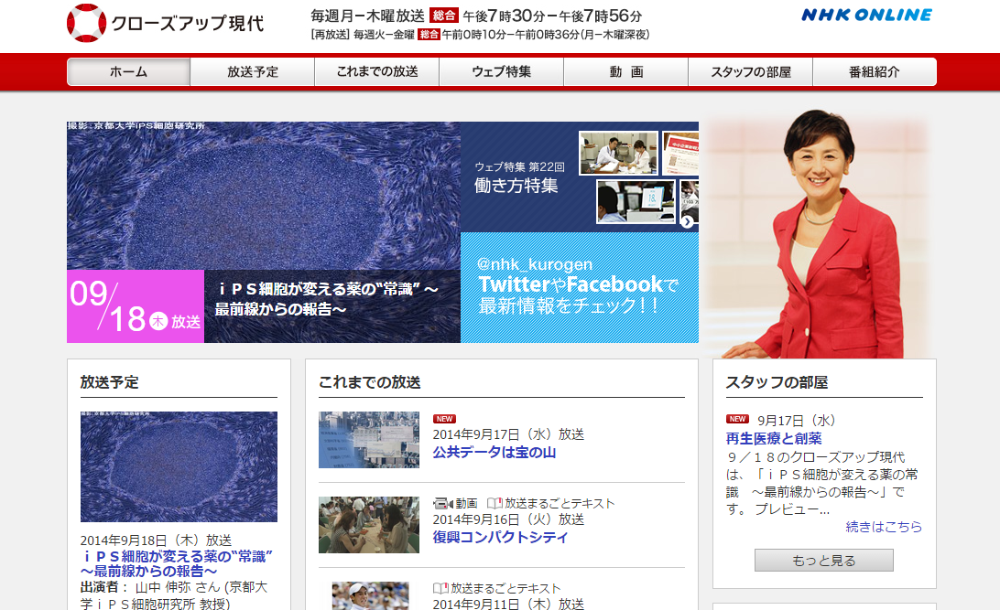 クローズアップ現代
毎週月－木曜放送 総合 午後7時30分－午後7時56分
[再放送] 毎週火－金曜 総合 午前0時10分－午前0時36分(月－木曜深夜)
NHK ONLINE
ホーム 放送予定 これまでの放送 ウェブ特集 動 画 スタッフの部屋 番組紹介
撮影：京都大学iPS細胞研究所
09/18 木 放送
ｉＰＳ細胞が変える薬の“常識” ～
最前線からの報告～
ウェブ特集 第22回
働き方特集
@nhk_kurogen
TwitterやFacebookで
最新情報をチェック！！
放送予定
2014年9月18日（木）放送
ｉＰＳ細胞が変える薬の“常識”
～最前線からの報告～
出演者： 山中 伸弥 さん (京都大
学ｉＰＳ細胞研究所 教授)
これまでの放送
NEW
2014年9月17日（水）放送
公共データは宝の山
動画 放送まるごとテキスト
2014年9月16日（火）放送
復興コンパクトシティ
放送まるごとテキスト
2014年9月11日（木）放送
スタッフの部屋
NEW 9月17日（水）
再生医療と創薬
９／１８のクローズアップ現代
は、「ｉＰＳ細胞が変える薬の常
識 ～最前線からの報告～」で
す。 プレビュー...
続きはこちら
もっと見る